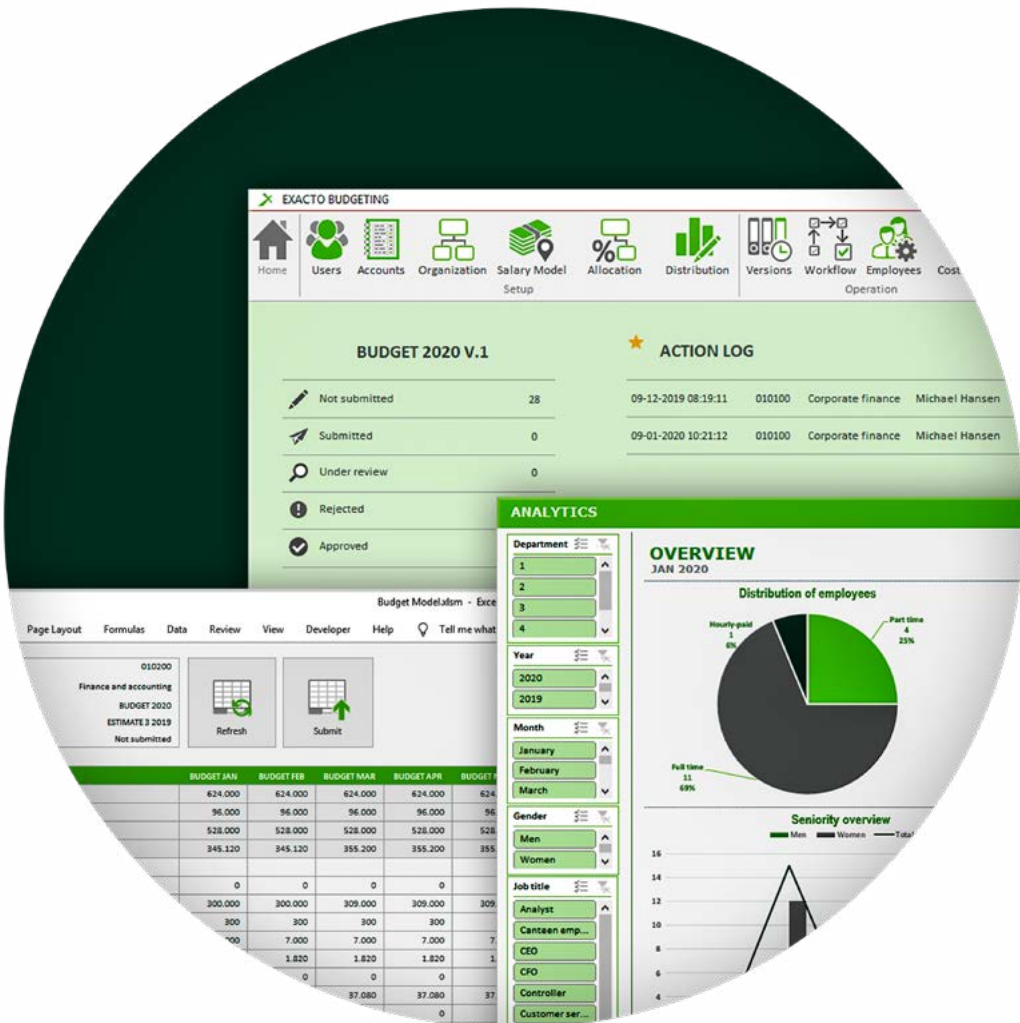 EXACTO BUDGETING
Home Users Accounts Organization Salary Model Allocation Distribution Versions Workflow Employees Cost
Setup Operation
BUDGET 2020 V.1
Not submitted 28
Submitted 0
Under review 0
Rejected
Approved
ACTION LOG
09-12-2019 08:19:11 010100 Corporate finance Michael Hansen
09-01-2020 10:21:12 010100 Corporate finance Michael Hansen
Budget Model.xlsm - Exce
Page Layout Formulas Data Review View Developer Help Tell me what
010200
Finance and accounting
BUDGET 2020
ESTIMATE 3 2019
Not submitted
Refresh
Submit
BUDGET JAN BUDGET FEB BUDGET MAR BUDGET APR BUDGET
624.000 624.000 624.000 624.000 624.
96.000 96.000 96.000 96.000 96.
528.000 528.000 528.000 528.000 528
345.120 345.120 355.200 355.200 355
0 0 0 0
300.000 300.000 309.000 309.000 309.
300 300 300 300
000 7.000 7.000 7.000 7.
1.820 1.820 1.820 1.
0 0 0
37.080 37.080 37
0
ANALYTICS
Department
1
2
3
4
Year
2020
2019
Month
January
February
March
Gender
Men
Women
Job title
Analyst
Canteen emp...
CEO
CFO
Controller
Customer ser...
OVERVIEW
JAN 2020
Distribution of employees
Hourly-paid
1
6%
Part time
4
25%
Full time
11
69%
Seniority overview
Men Women Total
16
14
12
10
8
6
4